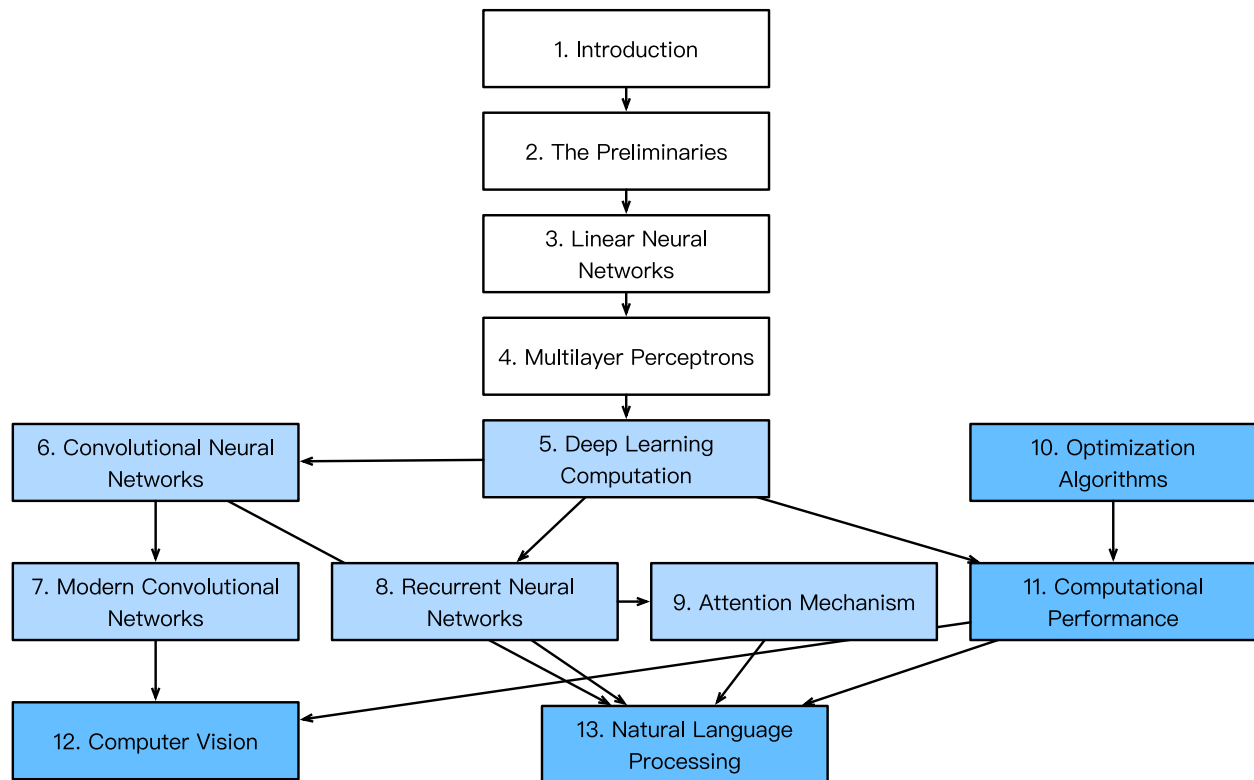 1. Introduction
2. The Preliminaries
3. Linear Neural
Networks
4. Multilayer Perceptrons
6. Convolutional Neural
Networks
5. Deep Learning
Computation
10. Optimization
Algorithms
7. Modern Convolutional
Networks
8. Recurrent Neural
Networks
9. Attention Mechanism
11. Computational
Performance
12. Computer Vision
13. Natural Language
Processing